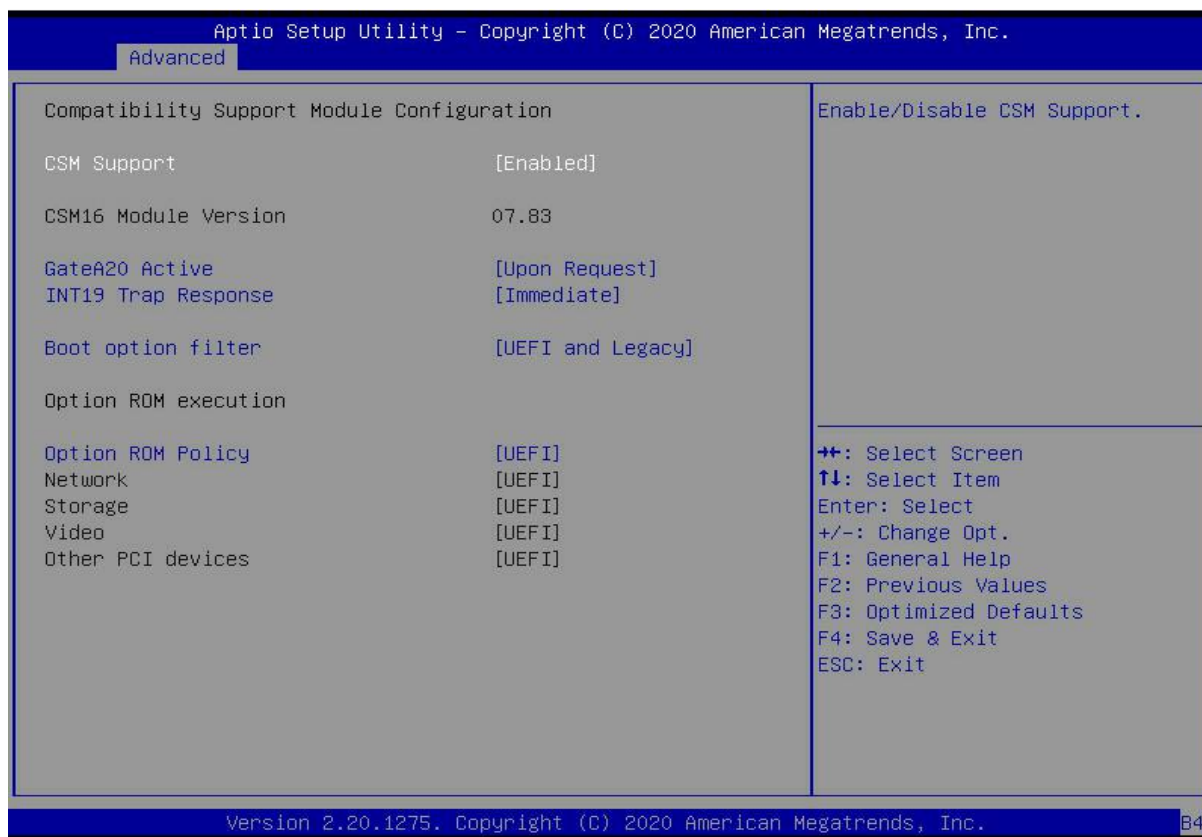 Aptio Setup Utility – Copyright (C) 2020 American Megatrends, Inc.
Advanced
Compatibility Support Module Configuration
CSM Support [Enabled]
CSM16 Module Version 07.83
GateA20 Active [Upon Request]
INT19 Trap Response [Immediate]
Boot option filter [UEFI and Legacy]
Option ROM execution
Option ROM Policy [UEFI]
Network [UEFI]
Storage [UEFI]
Video [UEFI]
Other PCI devices [UEFI]
Enable/Disable CSM Support.
→←: Select Screen
↑↓: Select Item
Enter: Select
+/-: Change Opt.
F1: General Help
F2: Previous Values
F3: Optimized Defaults
F4: Save & Exit
ESC: Exit
Version 2.20.1275. Copyright (C) 2020 American Megatrends, Inc.
B4